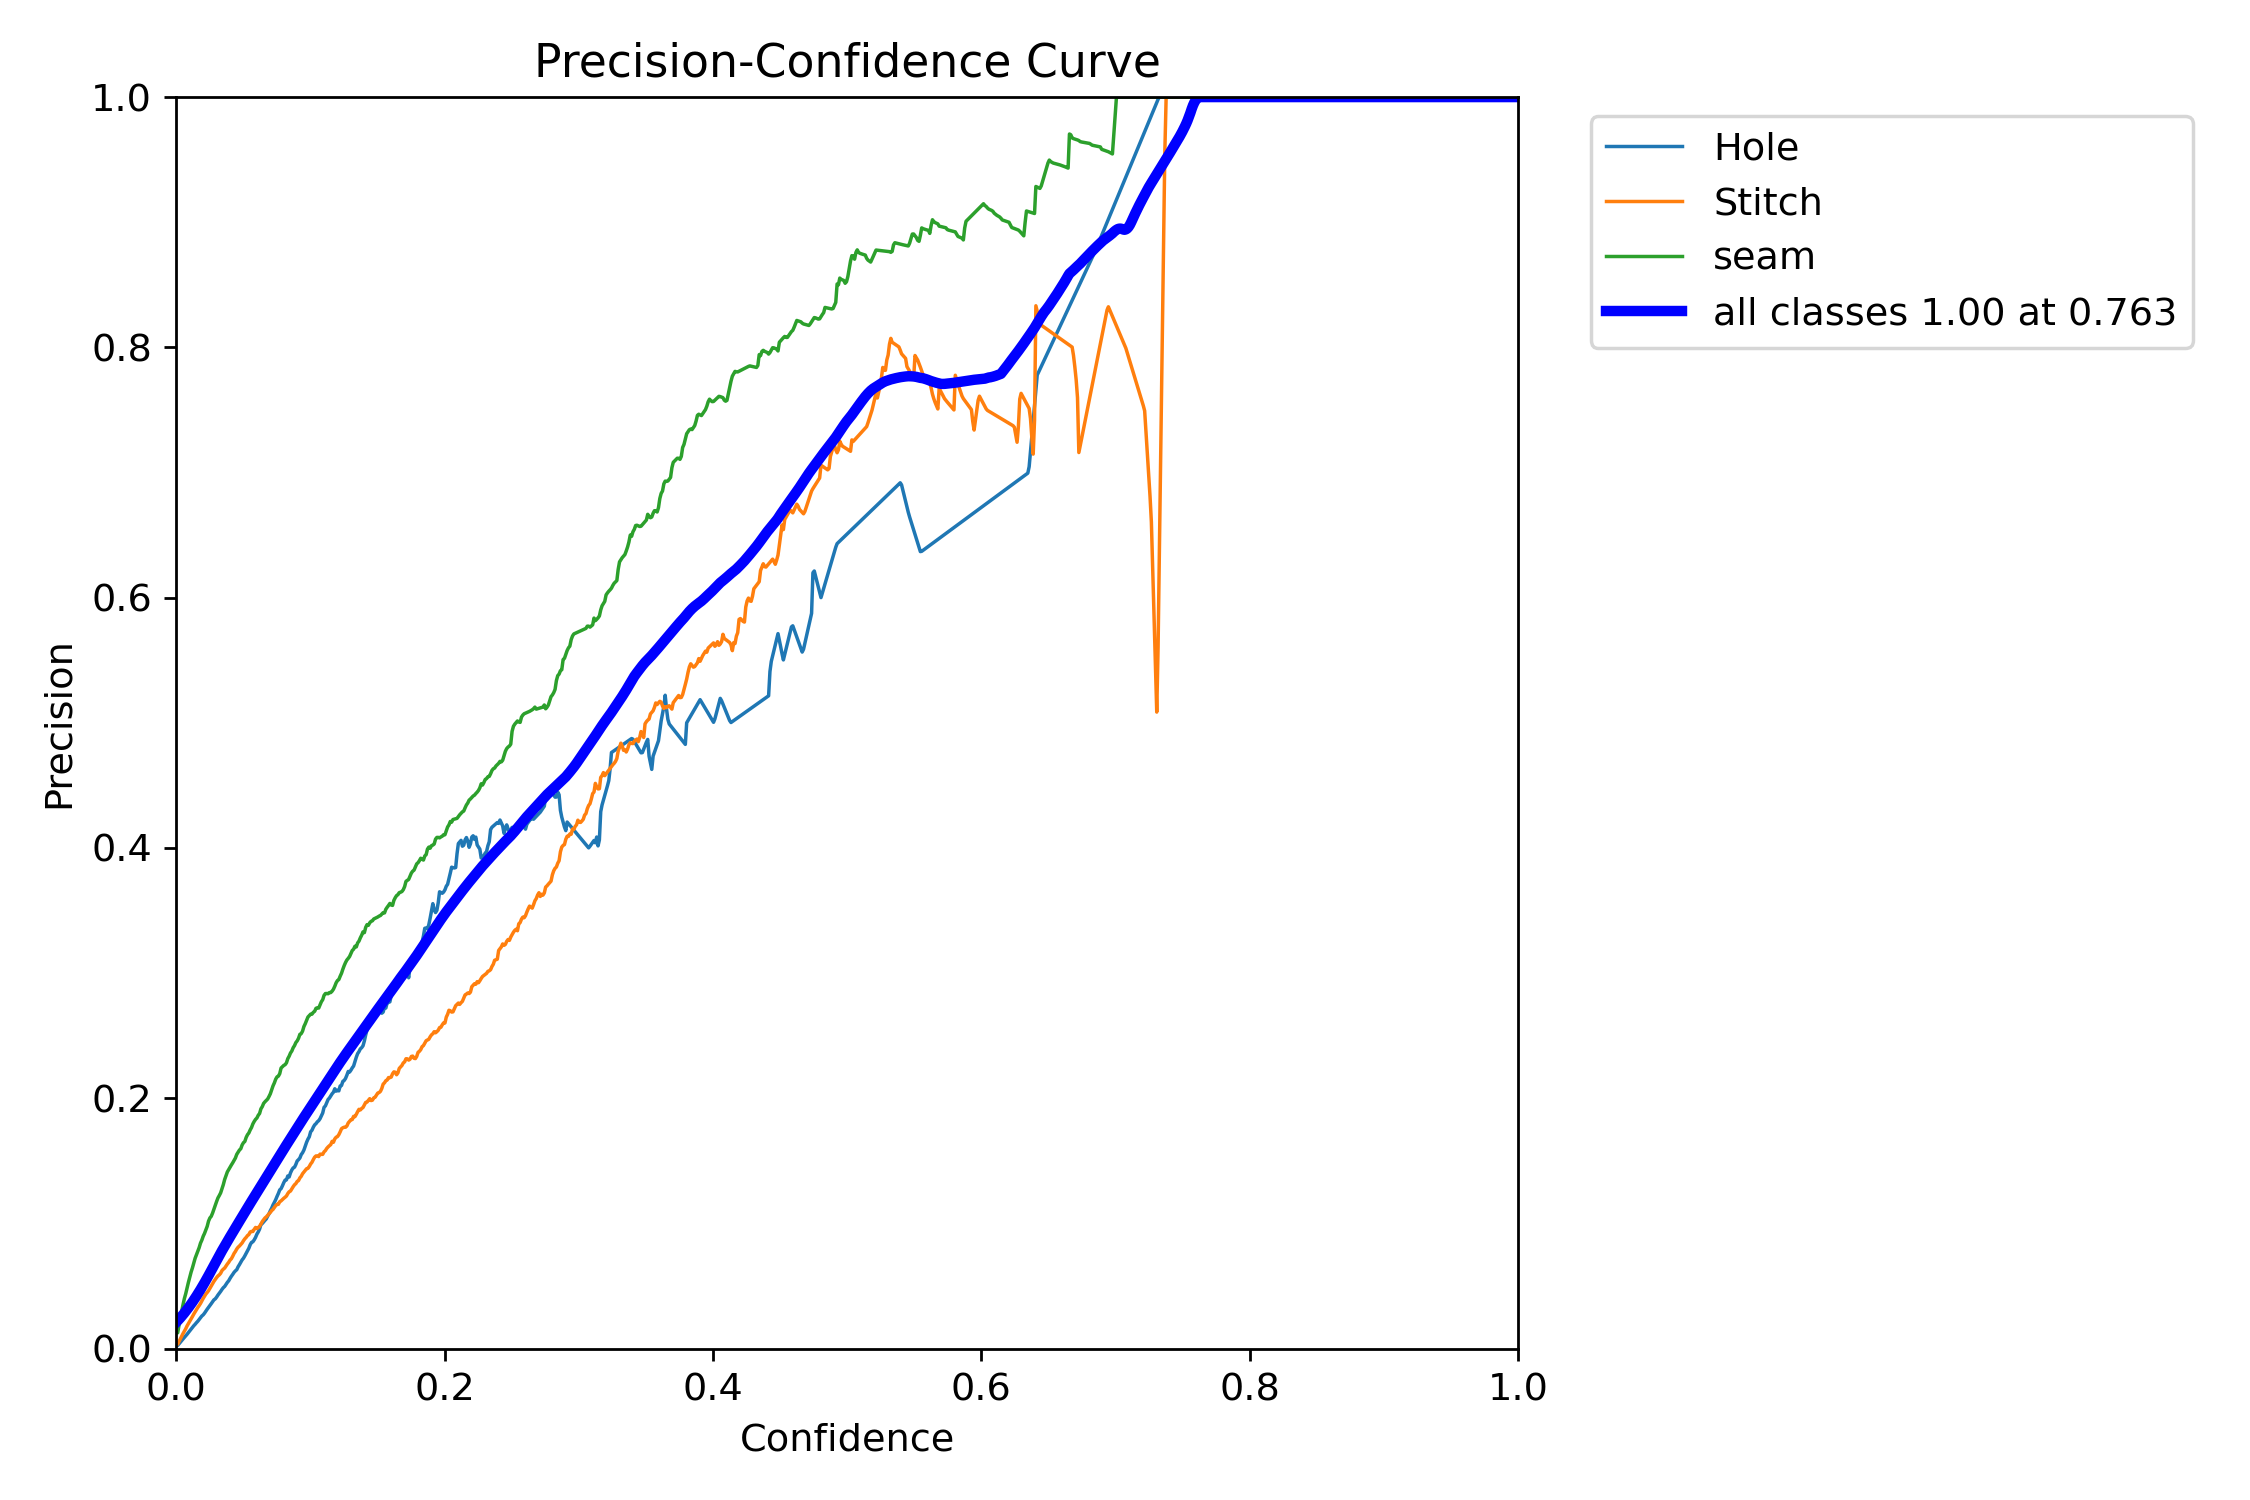 Precision-Confidence Curve
1.0
0.8
0.6
0.4
0.2
0.0
Precision
0.0 0.2 0.4 0.6 0.8 1.0
Confidence
Hole
Stitch
seam
all classes 1.00 at 0.763